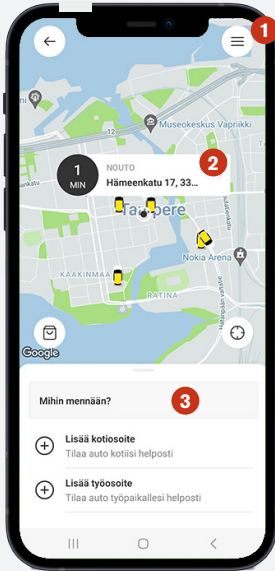 1
Museokeskus Vapriikki
12
1
MIN
NOUTO
Hämeenkatu 17, 33...
2
Tampere
Nokia Arena
KAAKINMAA
RATINA
Google
Mihin mennään?
3
Lisää kotiosoite
Tilaa auto kotiisi helposti
Lisää työosoite
Tilaa auto työpaikallesi helposti